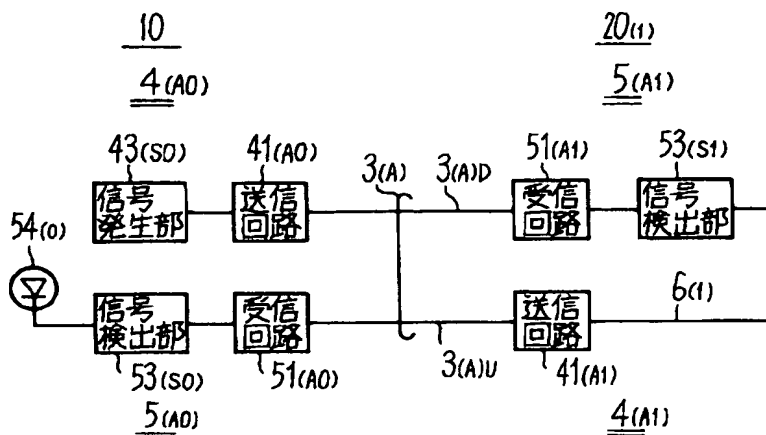 10
20(1)
4(A0)
5(A1)
43(S0)
41(A0)
3(A)
3(A)D
51(A1)
53(S1)
信号
発生部
送信
回路
受信
回路
信号
検出部
54(0)
信号
検出部
受信
回路
送信
回路
6(1)
53(S0)
51(A0)
3(A)U
41(A1)
5(A0)
4(A1)